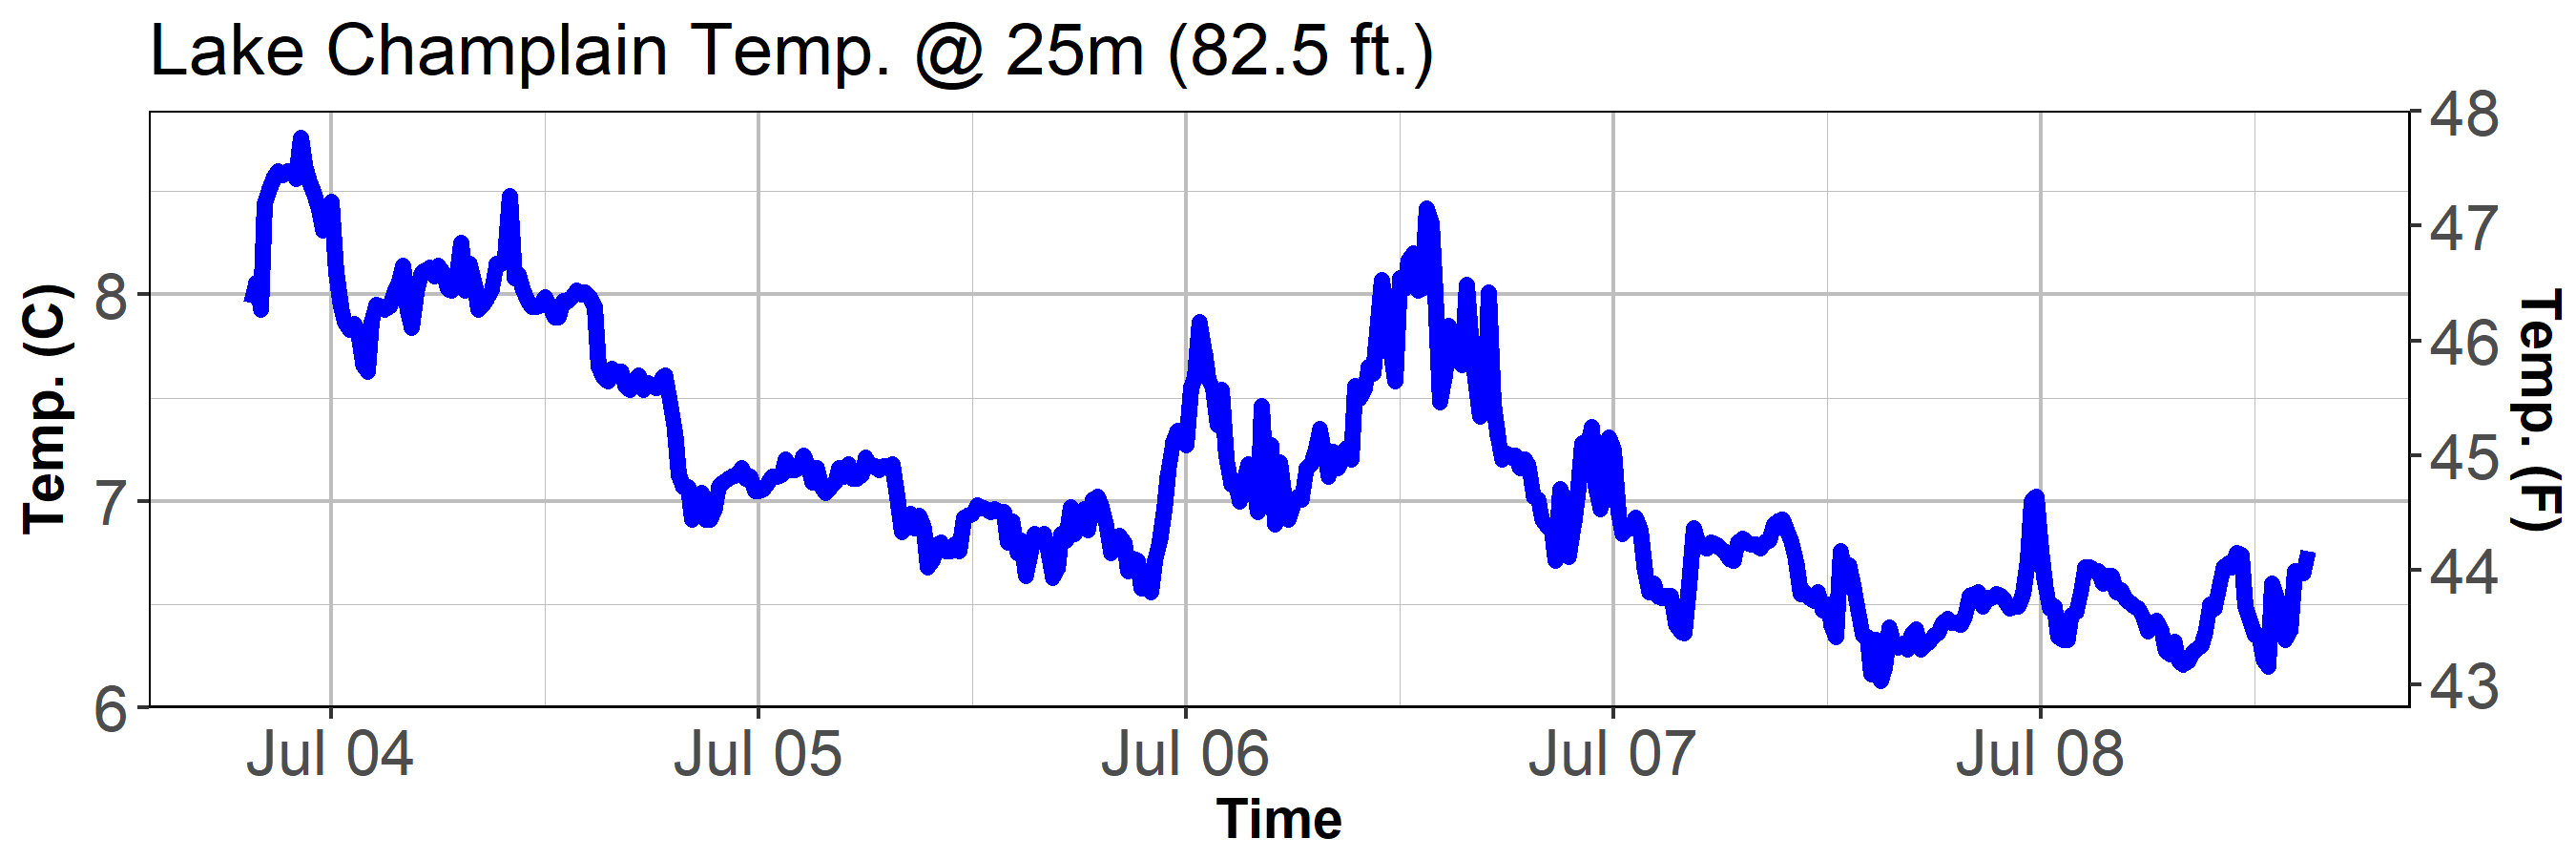 Lake Champlain Temp. @ 25m (82.5 ft.)
Temp. (C)
8
7
6
48
47
46
45
44
43
Temp. (F)
Jul 04 Jul 05 Jul 06 Jul 07 Jul 08
Time